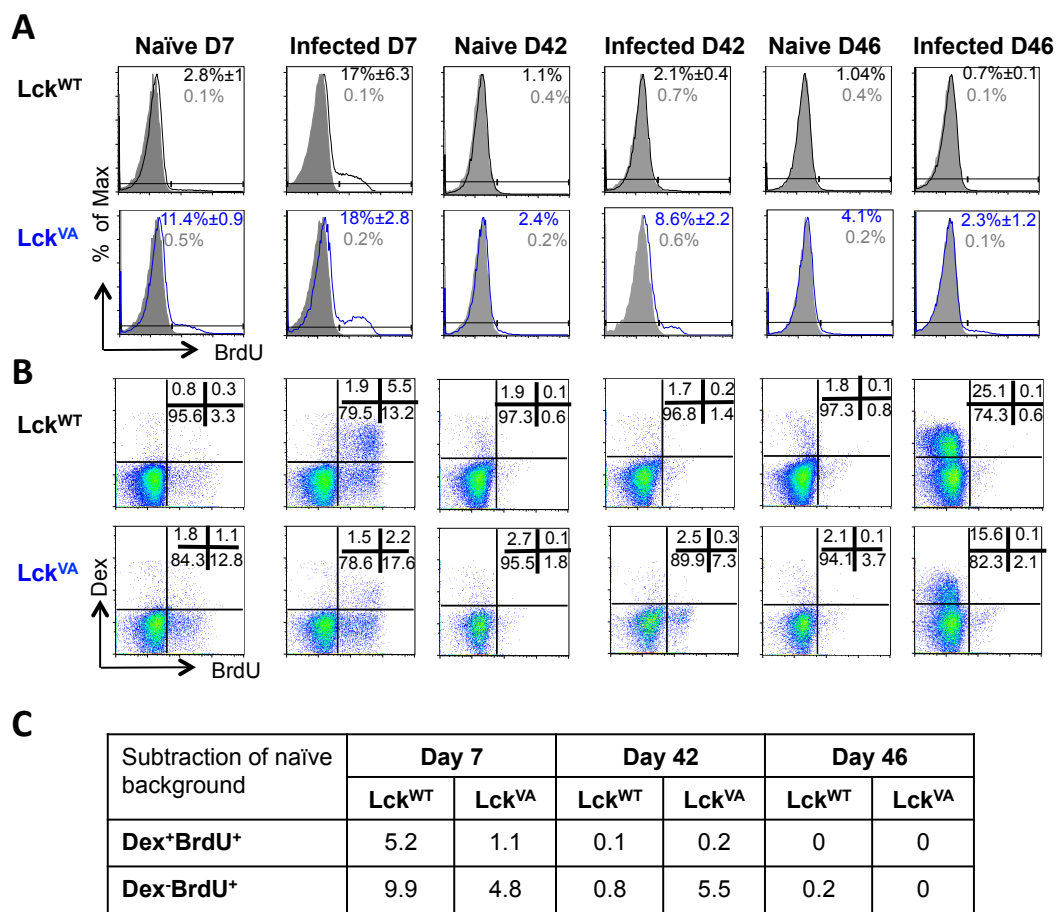 A
Naïve D7 Infected D7 Naive D42 Infected D42 Naive D46 Infected D46
LckWT
2.8%±1 17%±6.3 1.1% 2.1%±0.4 1.04% 0.7%±0.1
0.1% 0.1% 0.4% 0.7% 0.4% 0.1%
LckVA
11.4%±0.9 18%±2.8 2.4% 8.6%±2.2 4.1% 2.3%±1.2
0.5% 0.2% 0.2% 0.6% 0.2% 0.1%
% of Max
BrdU
B
LckWT
0.8 0.3 1.9 5.5 1.9 0.1 1.7 0.2 1.8 0.1 25.1 0.1
95.6 3.3 79.5 13.2 97.3 0.6 96.8 1.4 97.3 0.8 74.3 0.6
LckVA
1.8 1.1 1.5 2.2 2.7 0.1 2.5 0.3 2.1 0.1 15.6 0.1
84.3 12.8 78.6 17.6 95.5 1.8 89.9 7.3 94.1 3.7 82.3 2.1
Dex
BrdU
C
Subtraction of naïve background Day 7 Day 42 Day 46
LckWT LckVA LckWT LckVA LckWT LckVA
Dex+BrdU+ 5.2 1.1 0.1 0.2 0 0
Dex-BrdU+ 9.9 4.8 0.8 5.5 0.2 0